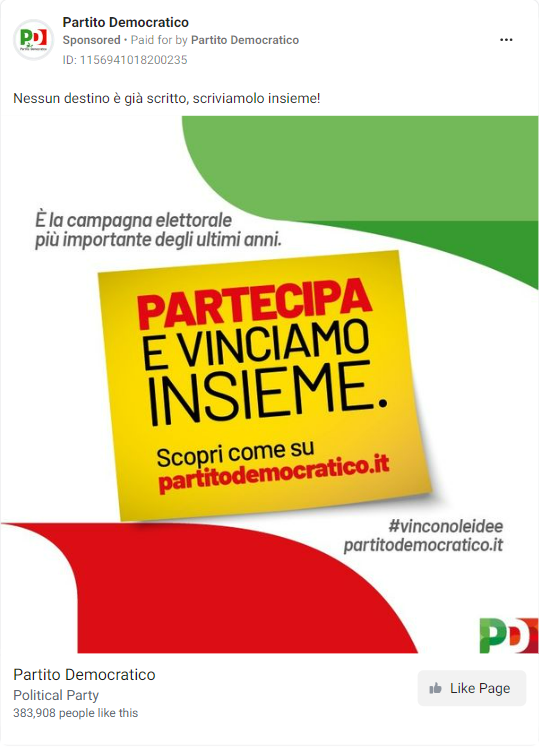 Partito Democratico
Sponsored • Paid for by Partito Democratico
ID: 1156941018200235
Nessun destino è già scritto, scriviamolo insieme!
È la campagna elettorale
più importante degli ultimi anni.
PARTECIPA
E VINCIAMO
INSIEME.
Scopri come su
partitodemocratico.it
#vinconoleidee
partitodemocratico.it
PD
Partito Democratico
Political Party
383,908 people like this
Like Page